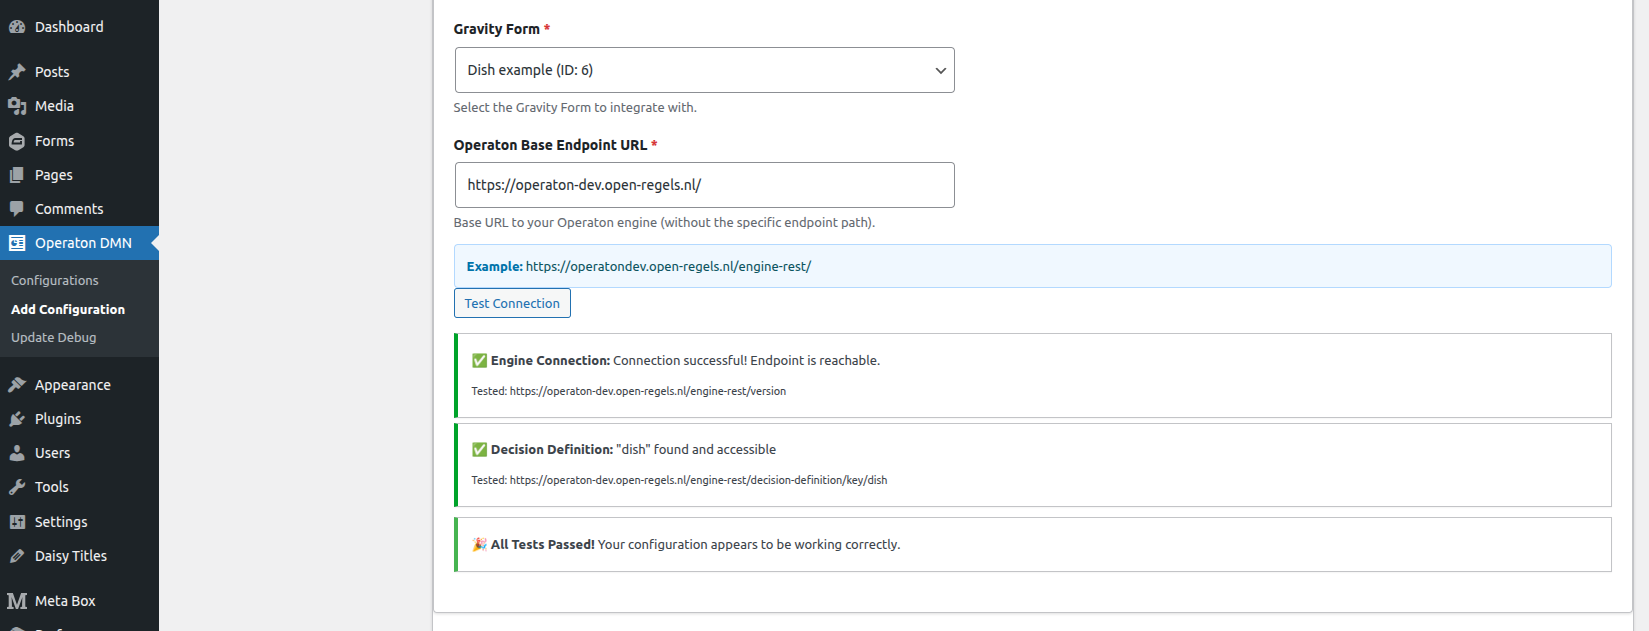 Dashboard
Posts
Media
Forms
Pages
Comments
Operaton DMN
Configurations
Add Configuration
Update Debug
Appearance
Plugins
Users
Tools
Settings
Daisy Titles
Meta Box
Gravity Form *
Dish example (ID: 6)
Select the Gravity Form to integrate with.
Operaton Base Endpoint URL *
https://operaton-dev.open-regels.nl/
Base URL to your Operaton engine (without the specific endpoint path).
Example: https://operatondev.open-regels.nl/engine-rest/
Test Connection
✅ Engine Connection: Connection successful! Endpoint is reachable.
Tested: https://operaton-dev.open-regels.nl/engine-rest/version
✅ Decision Definition: "dish" found and accessible
Tested: https://operaton-dev.open-regels.nl/engine-rest/decision-definition/key/dish
🎉 All Tests Passed! Your configuration appears to be working correctly.